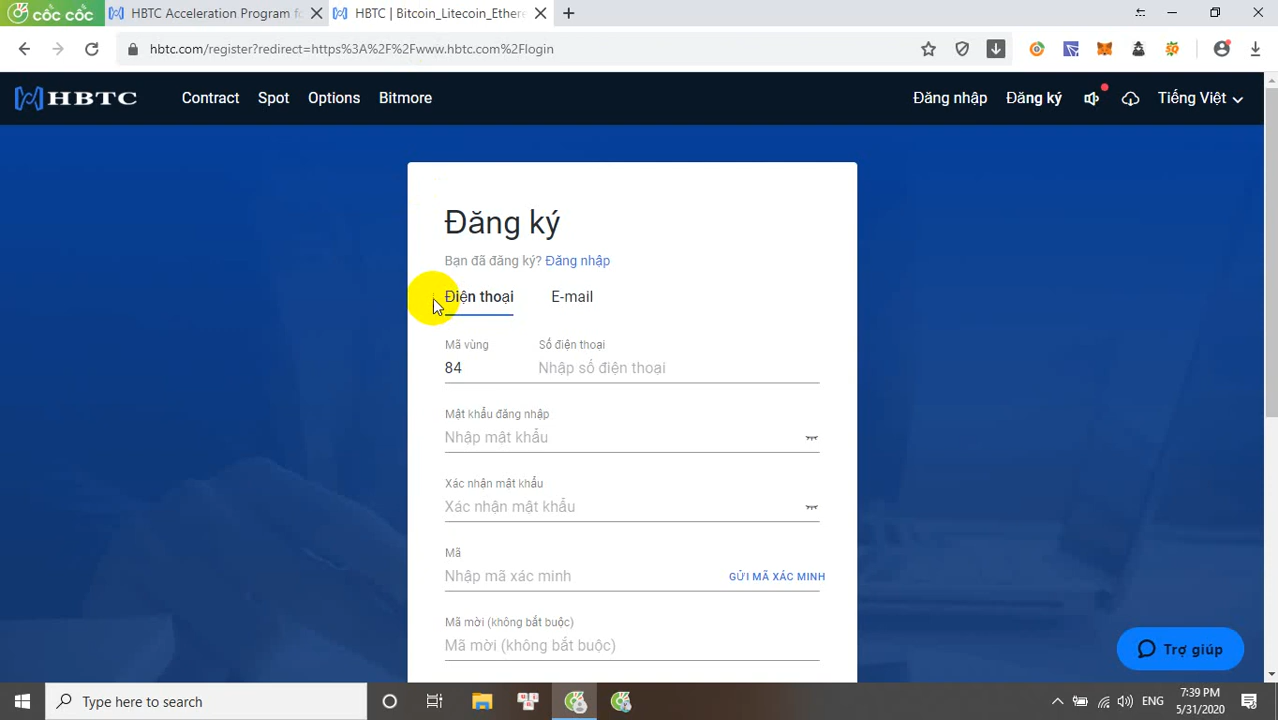 cốc cốc
HBTC Acceleration Program fo
HBTC | Bitcoin_Litecoin_Ethere
hbtc.com/register?redirect=https%3A%2F%2Fwww.hbtc.com%2Flogin
HBTC
Contract
Spot
Options
Bitmore
Đăng nhập
Đăng ký
Tiếng Việt
Đăng ký
Bạn đã đăng ký? Đăng nhập
Điện thoại
E-mail
Mã vùng
Số điện thoại
84
Nhập số điện thoại
Mật khẩu đăng nhập
Nhập mật khẩu
Xác nhận mật khẩu
Xác nhận mật khẩu
Mã
Nhập mã xác minh
GỬI MÃ XÁC MINH
Mã mời (không bắt buộc)
Mã mời (không bắt buộc)
Trợ giúp
Type here to search
ENG
7:39 PM
5/31/2020